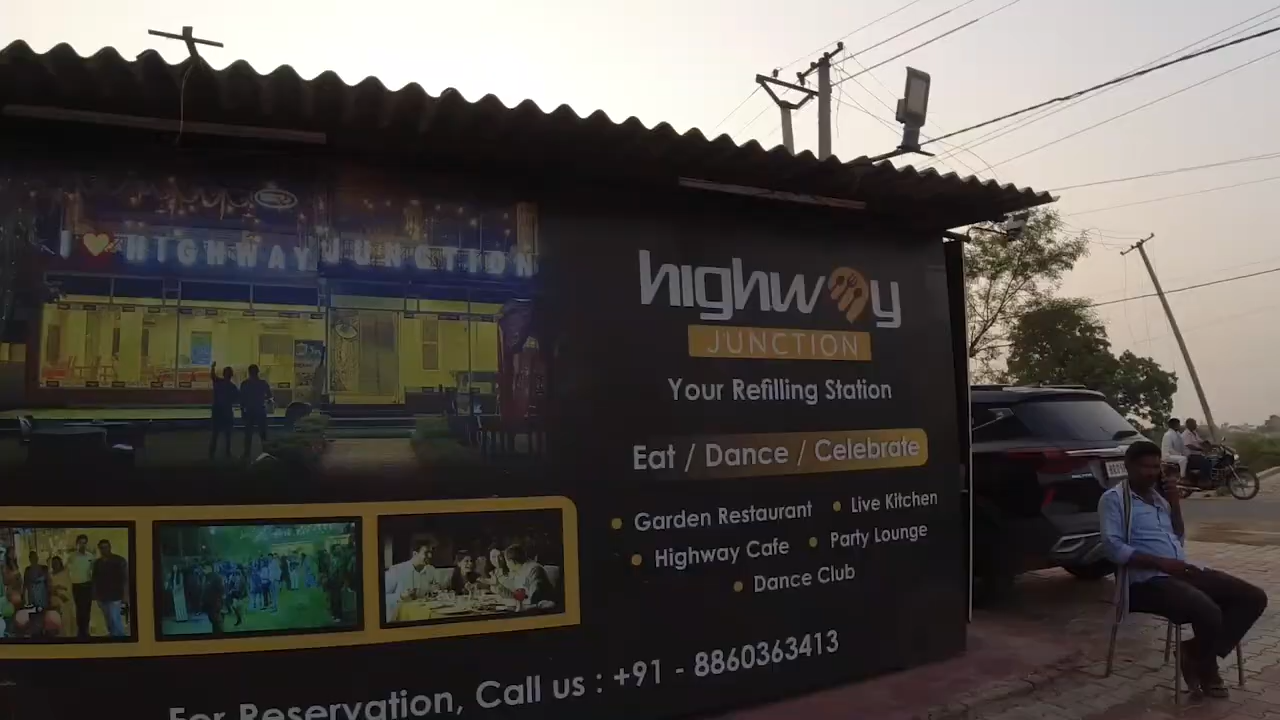 I ❤ HIGHWAY JUNCTION
highway
JUNCTION
Your Refilling Station
Eat / Dance / Celebrate
Garden Restaurant
Live Kitchen
Highway Cafe
Party Lounge
Dance Club
For Reservation, Call us : +91 - 8860363413